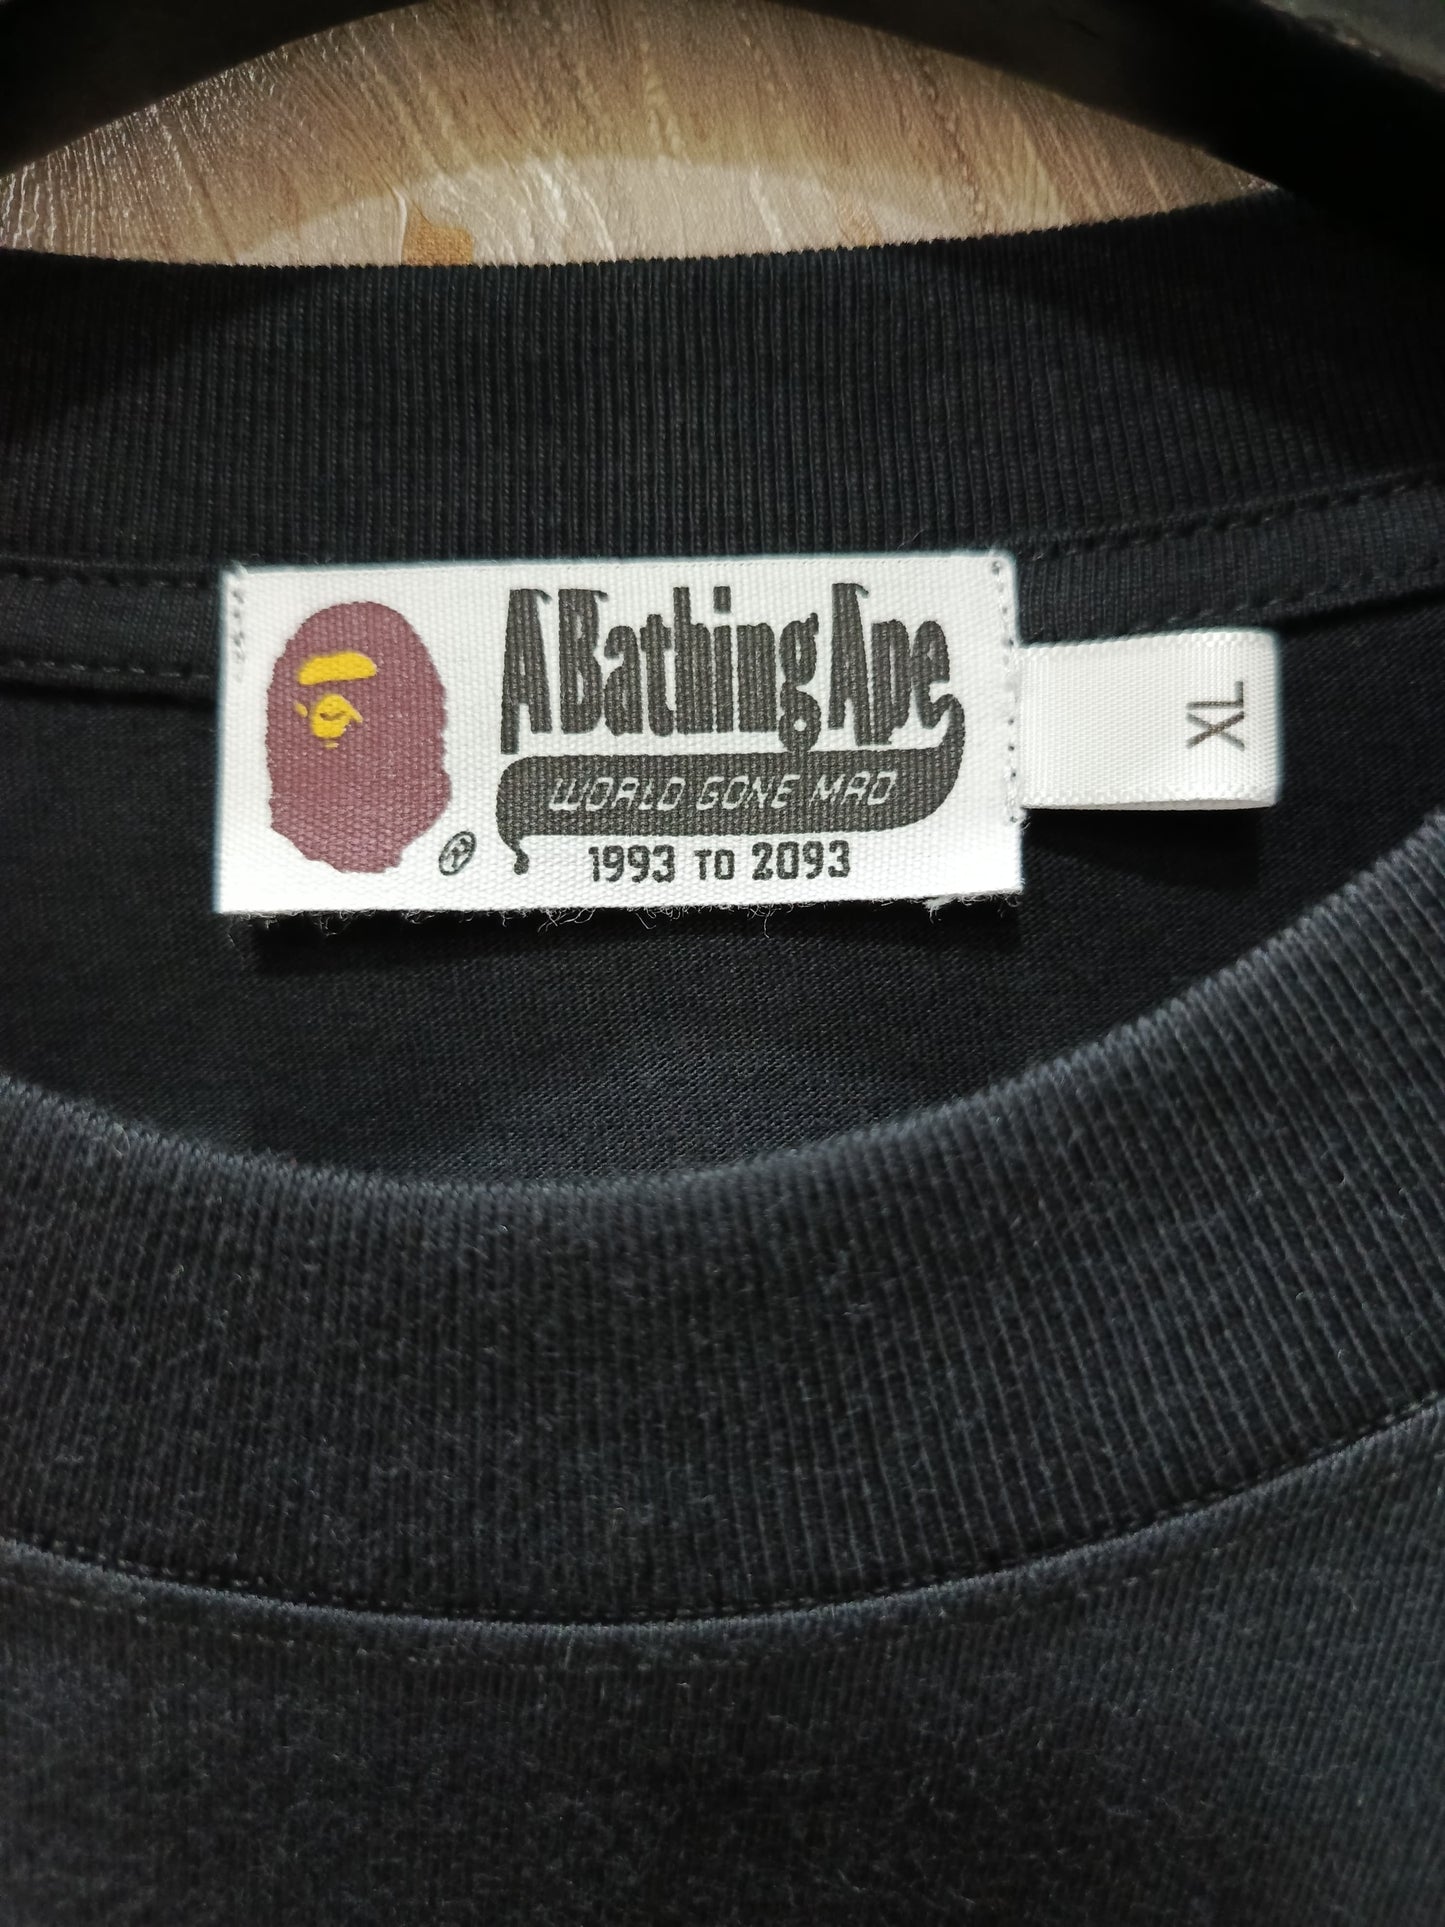 A Bathing Ape
WORLD GONE MAD
®
1993 TO 2093
XL